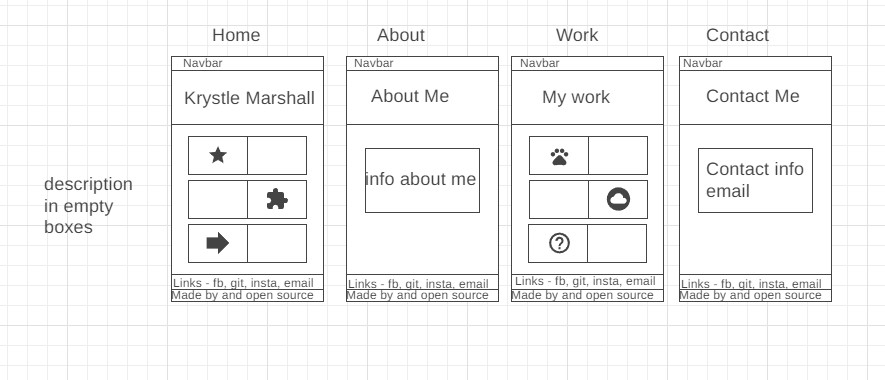 Home
About
Work
Contact
Navbar
Navbar
Navbar
Navbar
Krystle Marshall
About Me
My work
Contact Me
description
in empty
boxes
info about me
Contact info
email
Links - fb, git, insta, email
Links - fb, git, insta, email
Links - fb, git, insta, email
Links - fb, git, insta, email
Made by and open source
Made by and open source
Made by and open source
Made by and open source